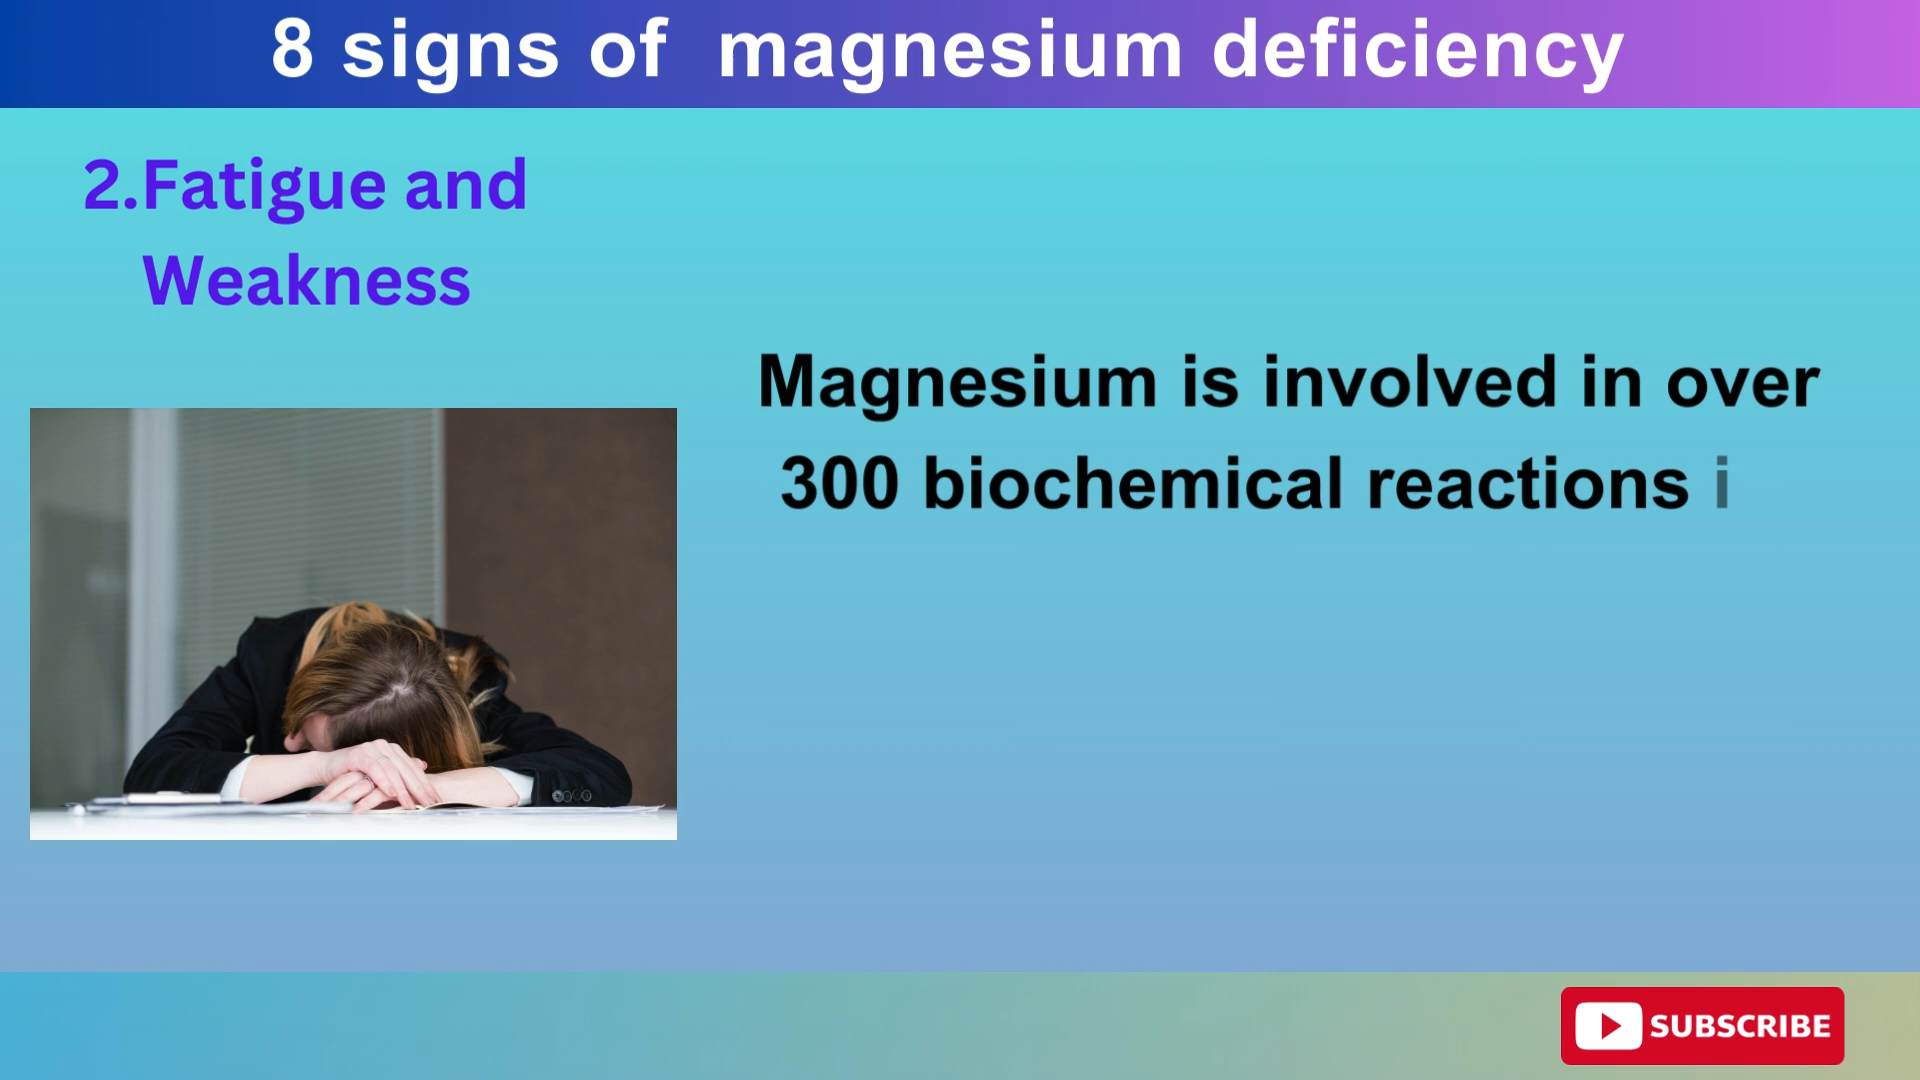 8 signs of magnesium deficiency
2.Fatigue and
Weakness
Magnesium is involved in over
300 biochemical reactions i
SUBSCRIBE